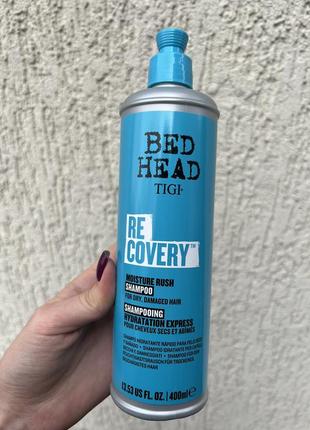 BED
HEAD
TIGI®
RE
COVERY™
MOISTURE RUSH
SHAMPOO
FOR DRY, DAMAGED HAIR
SHAMPOOING
HYDRATATION EXPRESS
POUR CHEVEUX SECS ET ABÎMÉS
13.53 US FL. OZ. | 400ml ℮